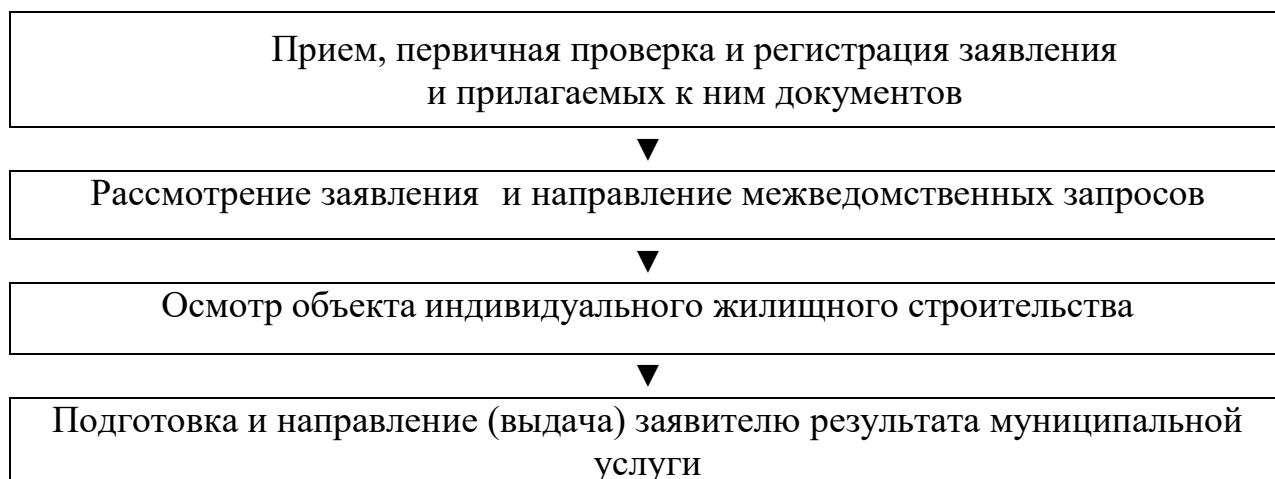 Прием, первичная проверка и регистрация заявления
и прилагаемых к ним документов
Рассмотрение заявления и направление межведомственных запросов
Осмотр объекта индивидуального жилищного строительства
Подготовка и направление (выдача) заявителю результата муниципальной
услуги